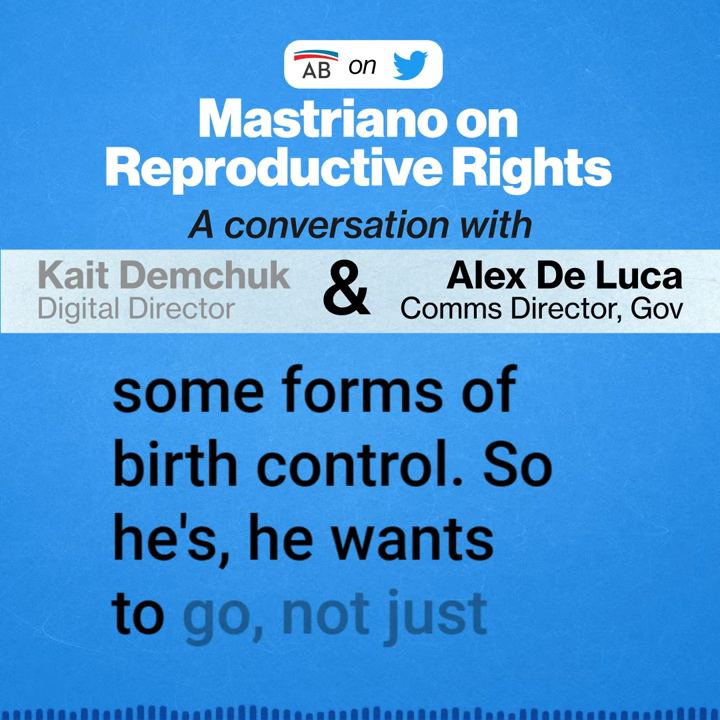 AB on
Mastriano on
Reproductive Rights
A conversation with
Kait Demchuk & Alex De Luca
Digital Director Comms Director, Gov
some forms of
birth control. So
he's, he wants
to go, not just